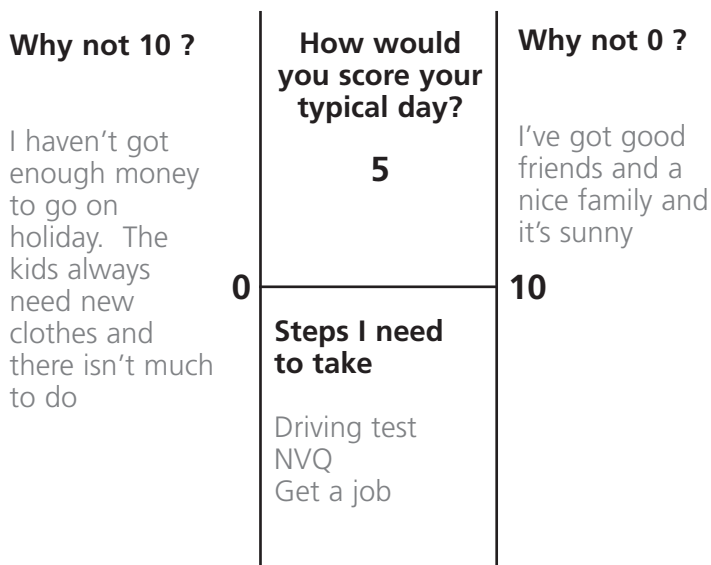 Why not 10 ?
I haven’t got
enough money
to go on
holiday.  The
kids always
need new
clothes and
there isn’t much
to do
How would
you score your
typical day?
5
0
10
Steps I need
to take
Driving test
NVQ
Get a job
Why not 0 ?
I’ve got good
friends and a
nice family and
it’s sunny